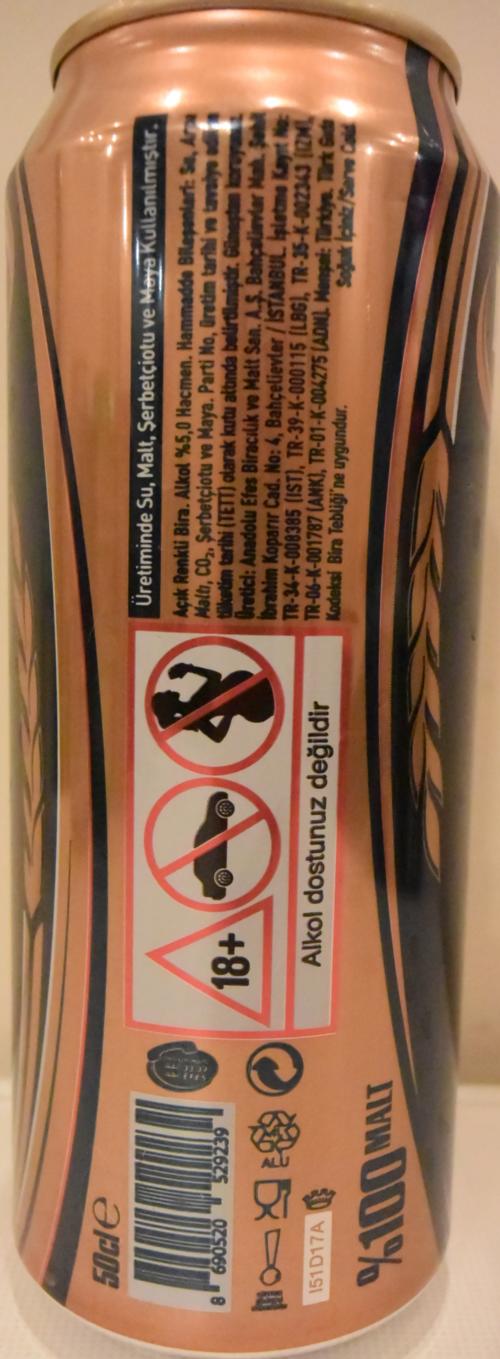 Üretiminde Su, Malt, Şerbetçiotu ve Maya Kullanılmıştır.
Açık Renkli Bira. Alkol %5,0 Hacmen. Hammadde Bileşenleri: Su, Arpa
Maltı, CO₂, Şerbetçiotu ve Maya. Parti No, üretim tarihi ve tavsiye edilen
tüketim tarihi (TETT) olarak kutu altında belirtilmiştir. Güneşten koruyunuz.
Üretici: Anadolu Efes Biracılık ve Malt San. A.Ş. Bahçelievler Mah. Şehit
İbrahim Koparır Cad. No: 4, Bahçelievler / İSTANBUL. İşletme Kayıt No:
TR-34-K-008385 (IST), TR-39-K-000115 (LBG), TR-35-K-002343 (IZM),
TR-06-K-001787 (ANK), TR-01-K-004275 (ADN). Menşei: Türkiye. Türk Gıda
Kodeksi Bira Tebliği'ne uygundur. Soğuk İçiniz/Serve Cold.
18+
Alkol dostunuz değildir
50cl e
8 690520 529239
AL
I51D17A
%100 MALT